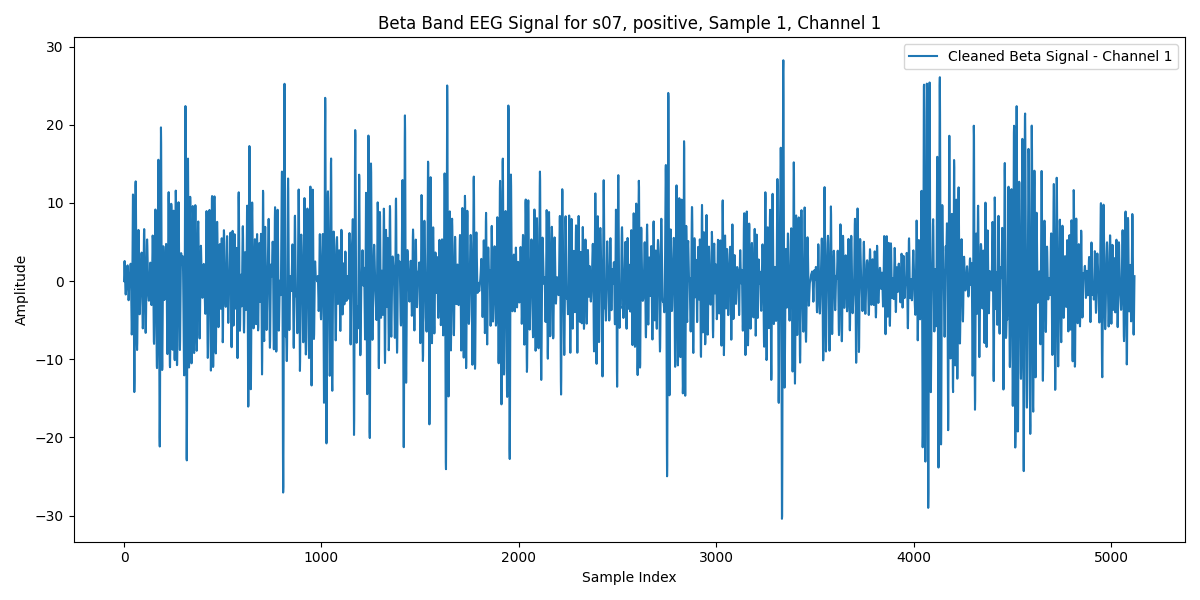 Beta Band EEG Signal for s07, positive, Sample 1, Channel 1
Cleaned Beta Signal - Channel 1
Amplitude
30
20
10
0
−10
−20
−30
0 1000 2000 3000 4000 5000
Sample Index